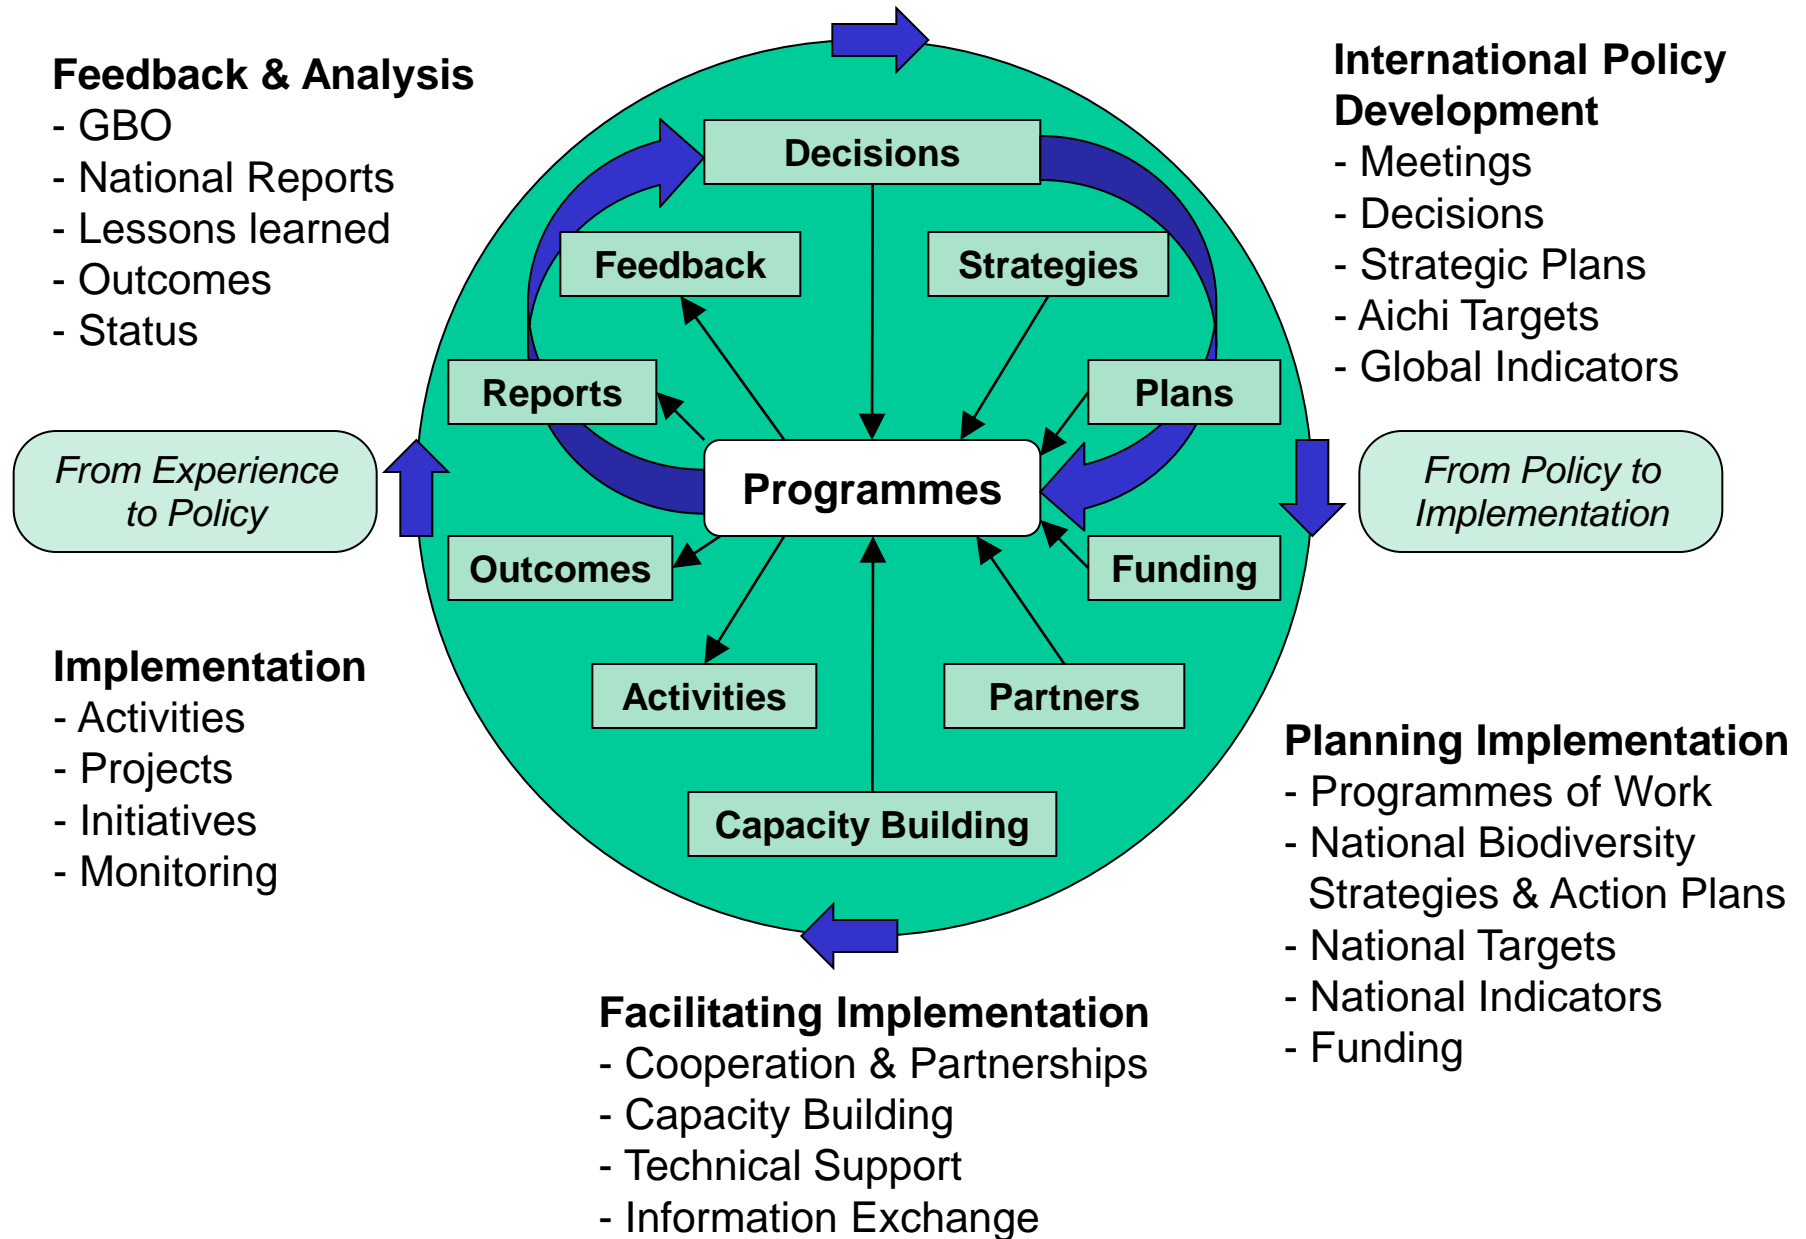 Feedback & Analysis
- GBO
- National Reports
- Lessons learned
- Outcomes
- Status
International Policy
Development
- Meetings
- Decisions
- Strategic Plans
- Aichi Targets
- Global Indicators
Decisions
Feedback
Strategies
Reports
Plans
From Experience
to Policy
Programmes
From Policy to
Implementation
Outcomes
Funding
Activities
Partners
Capacity Building
Implementation
- Activities
- Projects
- Initiatives
- Monitoring
Planning Implementation
- Programmes of Work
- National Biodiversity
Strategies & Action Plans
- National Targets
- National Indicators
- Funding
Facilitating Implementation
- Cooperation & Partnerships
- Capacity Building
- Technical Support
- Information Exchange